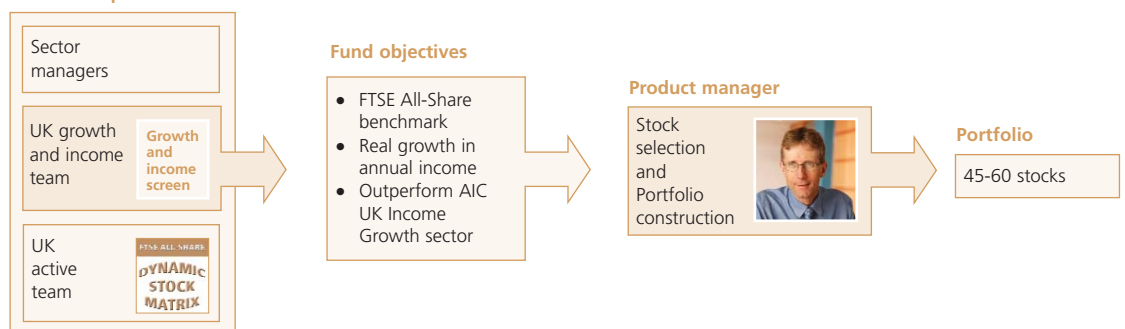 Sector
managers
UK growth
and income
team
Growth
and
income
screen
UK
active
team
FTSE ALL SHARE
DYNAMIC
STOCK
MATRIX
Fund objectives
● FTSE All-Share
benchmark
● Real growth in
annual income
● Outperform AIC
UK Income
Growth sector
Product manager
Stock
selection
and
Portfolio
construction
Portfolio
45-60 stocks